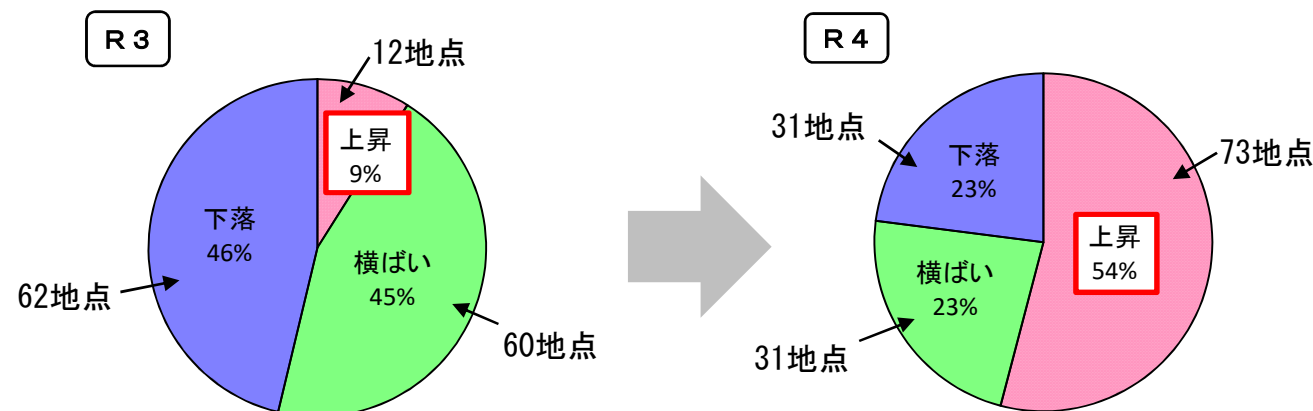 R3
12地点
上昇
9%
下落
46%
横ばい
45%
62地点
60地点
R4
31地点
下落
23%
73地点
上昇
54%
横ばい
23%
31地点